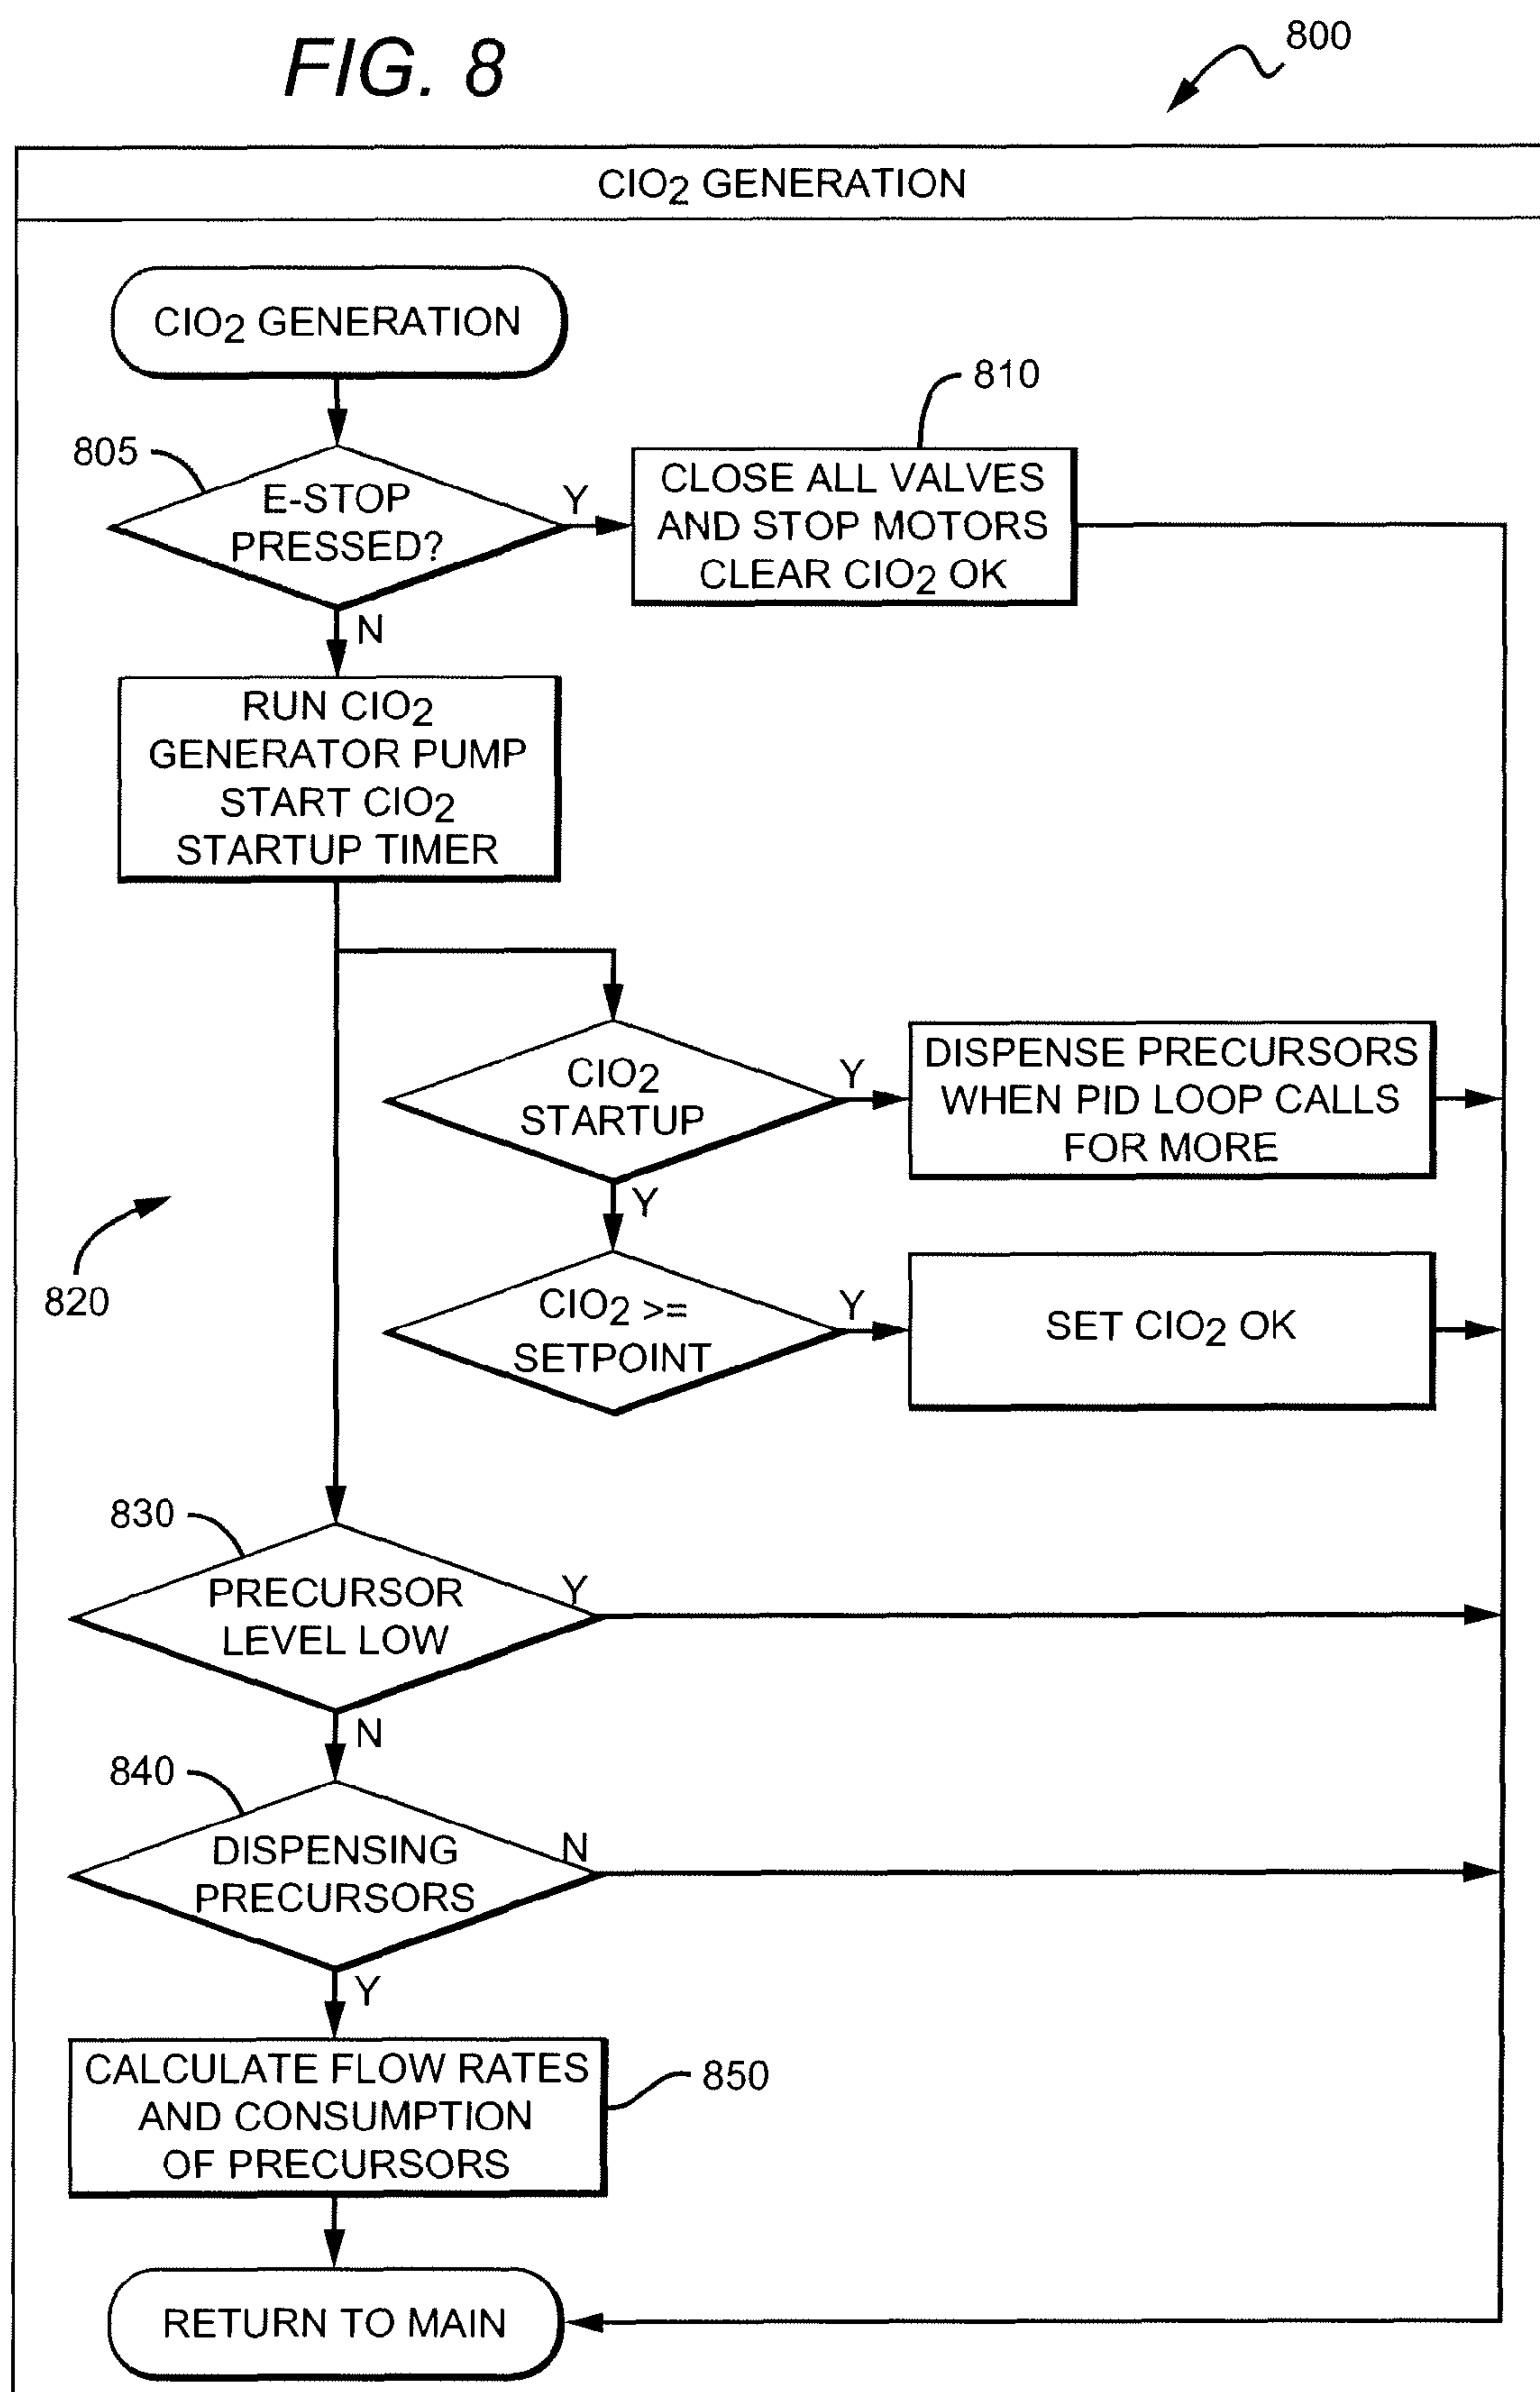 FIG. 8
800
ClO2 GENERATION
ClO2 GENERATION
805
E-STOP
PRESSED?
Y
810
CLOSE ALL VALVES
AND STOP MOTORS
CLEAR ClO2 OK
N
RUN ClO2
GENERATOR PUMP
START ClO2
STARTUP TIMER
ClO2
STARTUP
Y
DISPENSE PRECURSORS
WHEN PID LOOP CALLS
FOR MORE
Y
820
ClO2 >=
SETPOINT
Y
SET ClO2 OK
830
PRECURSOR
LEVEL LOW
Y
N
840
DISPENSING
PRECURSORS
N
Y
CALCULATE FLOW RATES
AND CONSUMPTION
OF PRECURSORS
850
RETURN TO MAIN